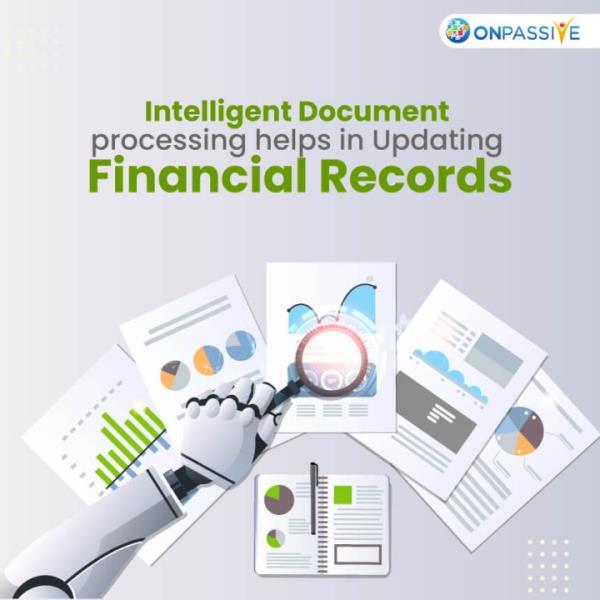 ONPASSIVE
Intelligent Document
processing helps in Updating
Financial Records